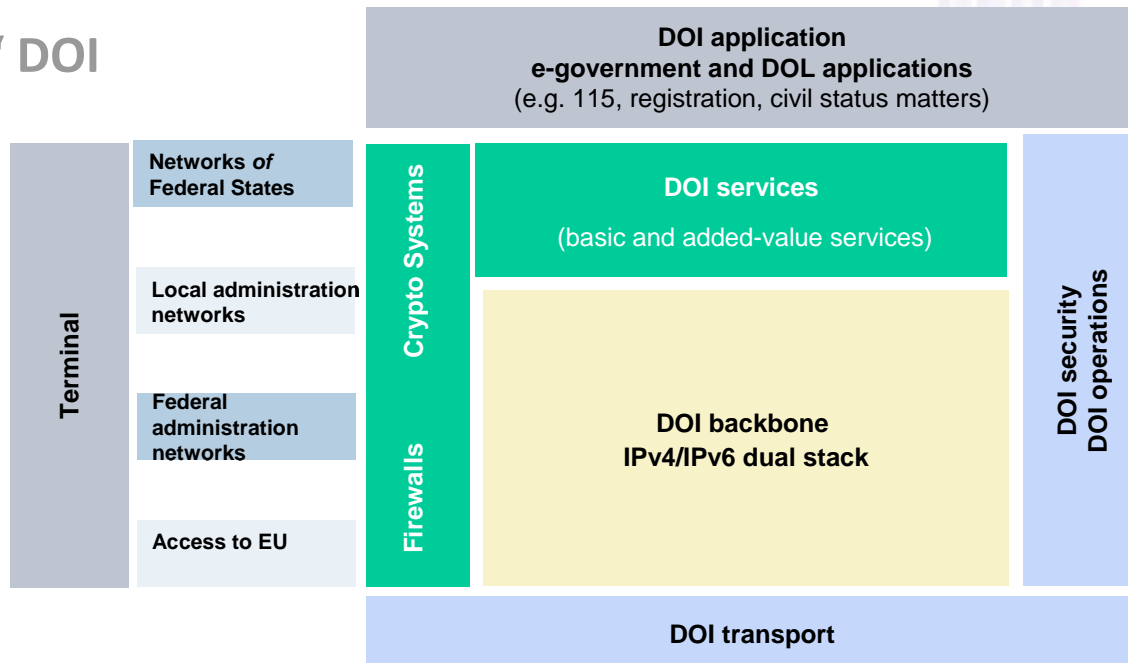 DOI
DOI application
e-government and DOL applications
(e.g. 115, registration, civil status matters)
Terminal
Networks of
Federal States
Local administration
networks
Federal
administration
networks
Access to EU
Crypto Systems
Firewalls
DOI services
(basic and added-value services)
DOI backbone
IPv4/IPv6 dual stack
DOI security
DOI operations
DOI transport